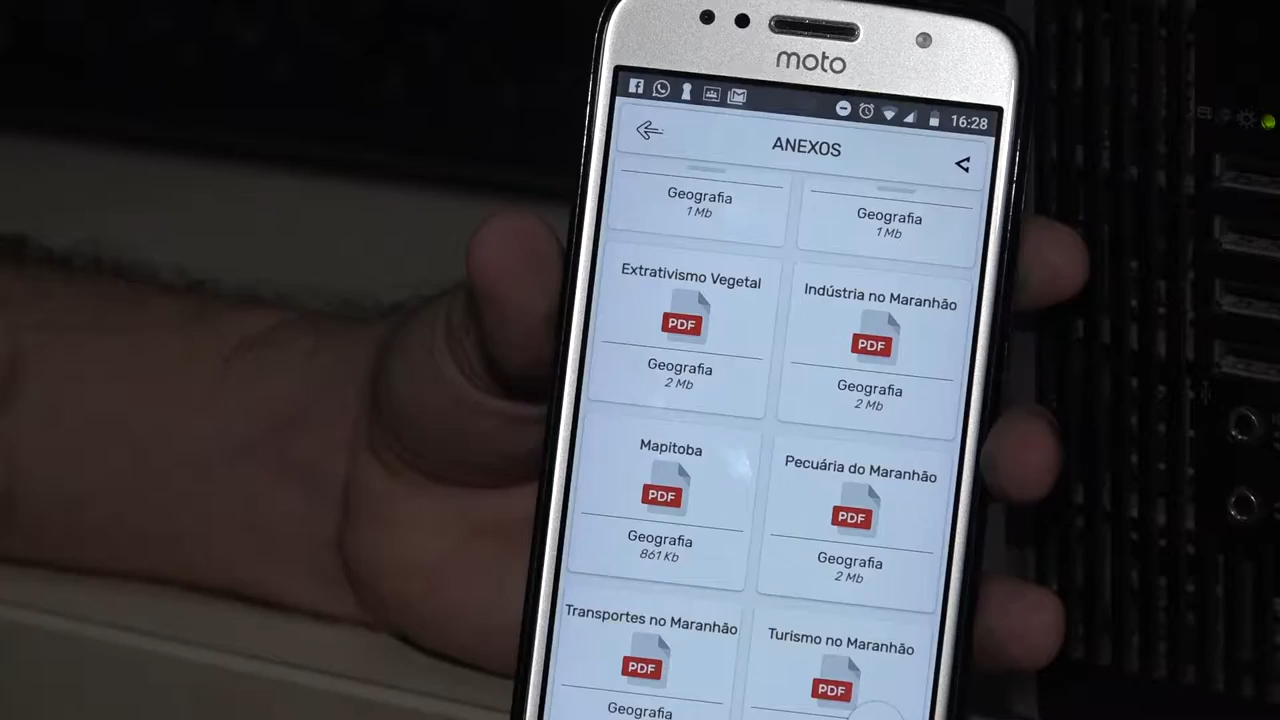 moto
16:28
ANEXOS
Geografia
1 Mb
Geografia
1 Mb
Extrativismo Vegetal
PDF
Geografia
2 Mb
Indústria no Maranhão
PDF
Geografia
2 Mb
Mapitoba
PDF
Geografia
861 Kb
Pecuária do Maranhão
PDF
Geografia
2 Mb
Transportes no Maranhão
PDF
Geografia
Turismo no Maranhão
PDF